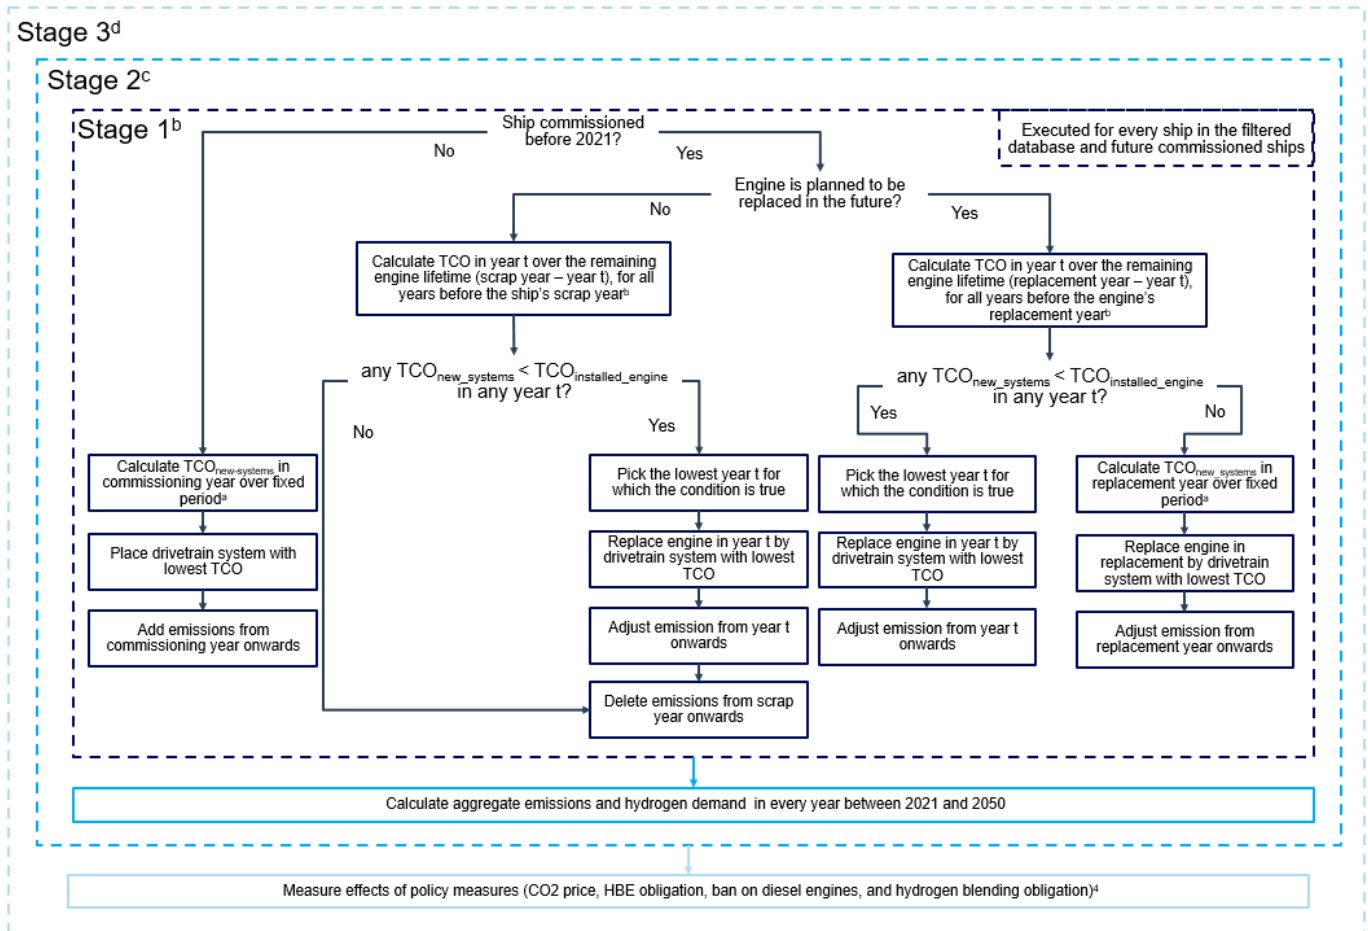 Stage 3ᵈ
Stage 2ᶜ
Stage 1ᵇ
Ship commissioned
before 2021?
Executed for every ship in the filtered
database and future commissioned ships
No
Yes
Engine is planned to be
replaced in the future?
No
Yes
Calculate TCO in year t over the remaining
engine lifetime (scrap year – year t), for all
years before the ship's scrap yearᵇ
Calculate TCO in year t over the remaining
engine lifetime (replacement year – year t),
for all years before the engine's
replacement yearᵇ
any TCOnew_systems < TCOinstalled_engine
in any year t?
any TCOnew_systems < TCOinstalled_engine
in any year t?
No
Yes
Yes
No
Calculate TCOnew-systems in
commissioning year over fixed
periodᵃ
Pick the lowest year t for
which the condition is true
Pick the lowest year t for
which the condition is true
Calculate TCOnew_systems in
replacement year over fixed
periodᵃ
Place drivetrain system with
lowest TCO
Replace engine in year t by
drivetrain system with lowest
TCO
Replace engine in year t by
drivetrain system with lowest
TCO
Replace engine in
replacement by drivetrain
system with lowest TCO
Add emissions from
commissioning year onwards
Adjust emission from year t
onwards
Adjust emission from year t
onwards
Adjust emission from
replacement year onwards
Delete emissions from scrap
year onwards
Calculate aggregate emissions and hydrogen demand in every year between 2021 and 2050
Measure effects of policy measures (CO2 price, HBE obligation, ban on diesel engines, and hydrogen blending obligation)⁴